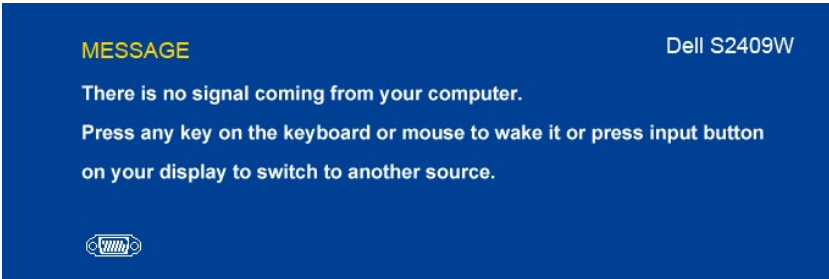 MESSAGE
Dell S2409W
There is no signal coming from your computer.
Press any key on the keyboard or mouse to wake it or press input button
on your display to switch to another source.